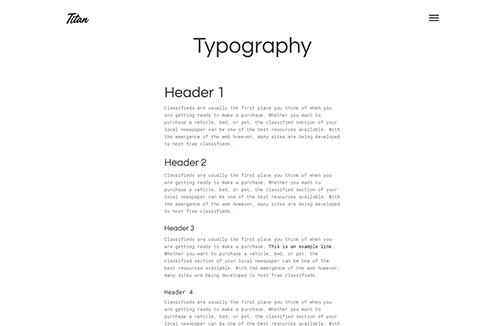 Titan
Typography
Header 1
Classifieds are usually the first place you think of when you
are getting ready to make a purchase. Whether you want to
purchase a vehicle, bed, or pet, the classified section of your
local newspaper can be one of the best resources available. With
the emergence of the web however, many sites are being developed
to host free classifieds.
Header 2
Classifieds are usually the first place you think of when you
are getting ready to make a purchase. Whether you want to
purchase a vehicle, bed, or pet, the classified section of your
local newspaper can be one of the best resources available. With
the emergence of the web however, many sites are being developed
to host free classifieds.
Header 3
Classifieds are usually the first place you think of when you
are getting ready to make a purchase. This is an example link.
Whether you want to purchase a vehicle, bed, or pet, the
classified section of your local newspaper can be one of the
best resources available. With the emergence of the web however,
many sites are being developed to host free classifieds.
Header 4
Classifieds are usually the first place you think of when you
are getting ready to make a purchase. Whether you want to
purchase a vehicle, bed, or pet, the classified section of your
local newspaper can be one of the best resources available. With